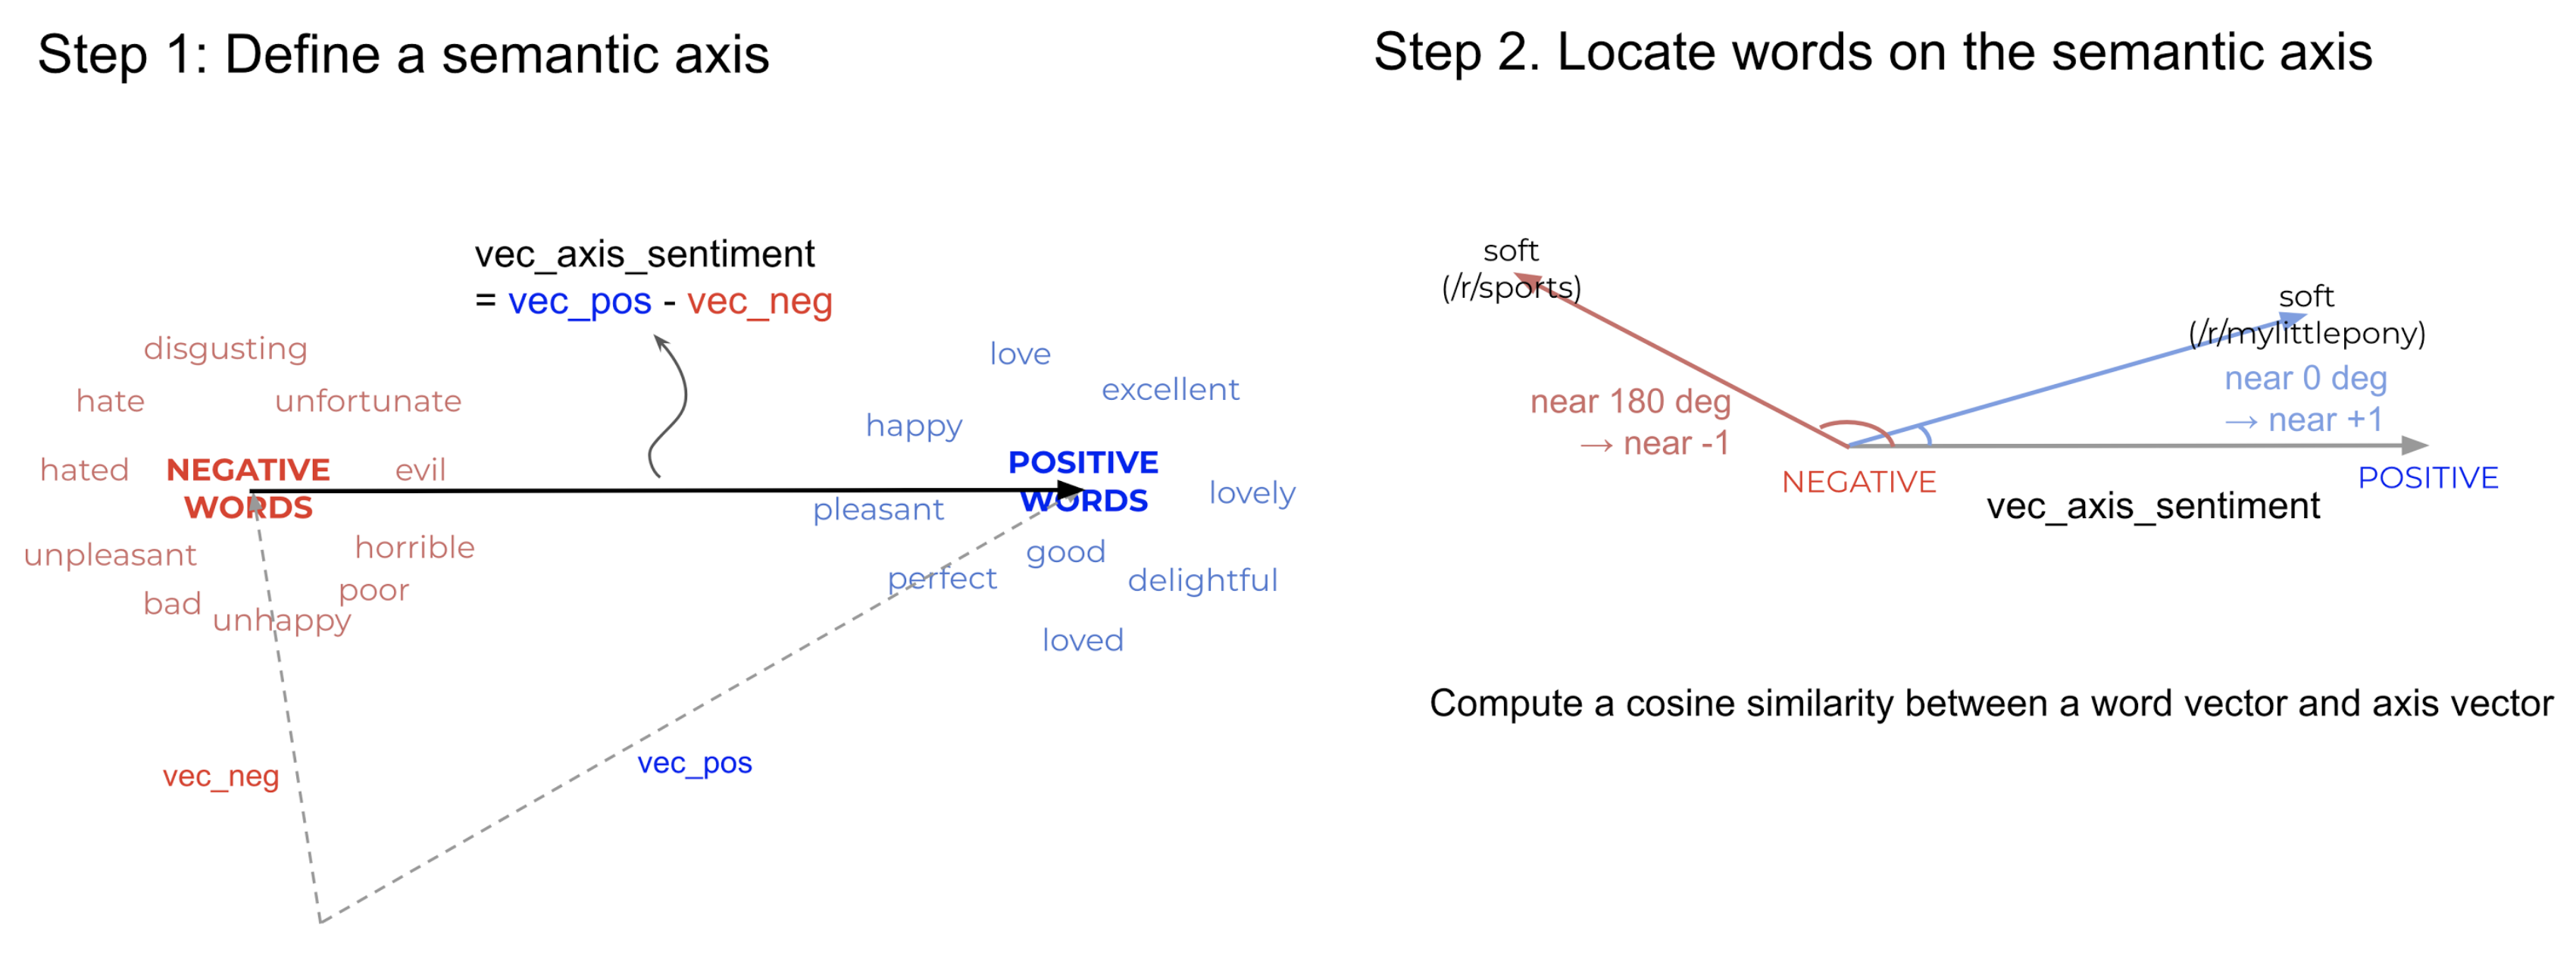 Step 1: Define a semantic axis
vec_axis_sentiment
= vec_pos - vec_neg
disgusting
hate
unfortunate
hated
NEGATIVE
WORDS
evil
unpleasant
horrible
bad
poor
unhappy
love
excellent
happy
POSITIVE
WORDS
lovely
pleasant
good
perfect
delightful
loved
vec_neg
vec_pos
Step 2. Locate words on the semantic axis
soft
(/r/sports)
soft
(/r/mylittlepony)
near 180 deg
→ near -1
near 0 deg
→ near +1
NEGATIVE
POSITIVE
vec_axis_sentiment
Compute a cosine similarity between a word vector and axis vector